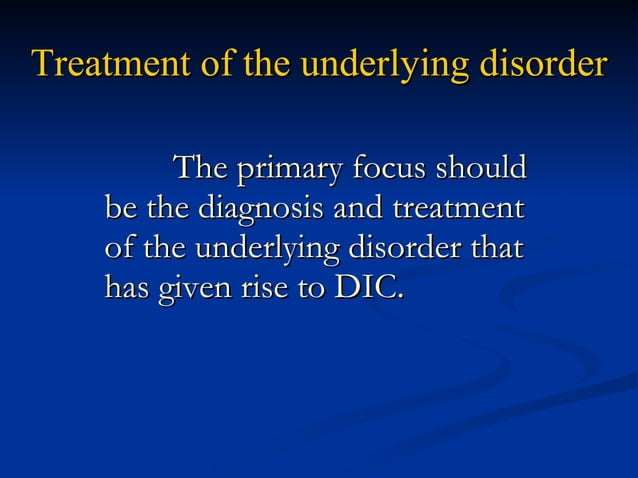 Treatment of the underlying disorder
The primary focus should
be the diagnosis and treatment
of the underlying disorder that
has given rise to DIC.